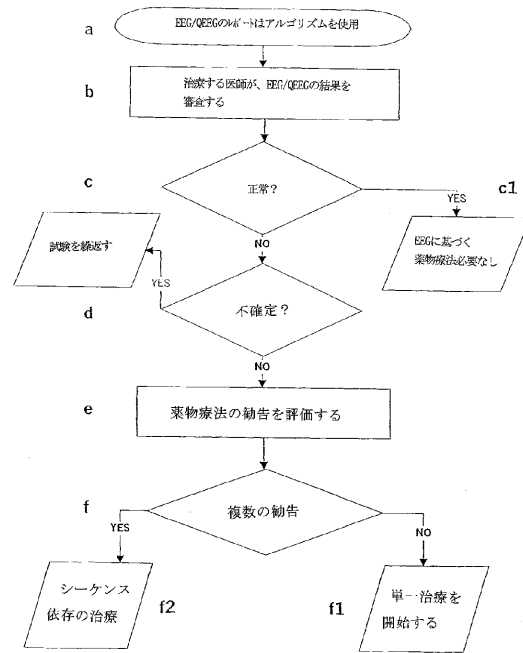 a
EEG/QEEGのレポートはアルゴリズムを使用
b
治療する医師が、EEG/QEEGの結果を
審査する
c
正常？
c1
YES
NO
試験を繰返す
EEGに基づく
薬物療法必要なし
YES
d
不確定？
NO
e
薬物療法の勧告を評価する
f
複数の勧告
YES
NO
シーケンス
依存の治療
f2
f1
単一治療を
開始する